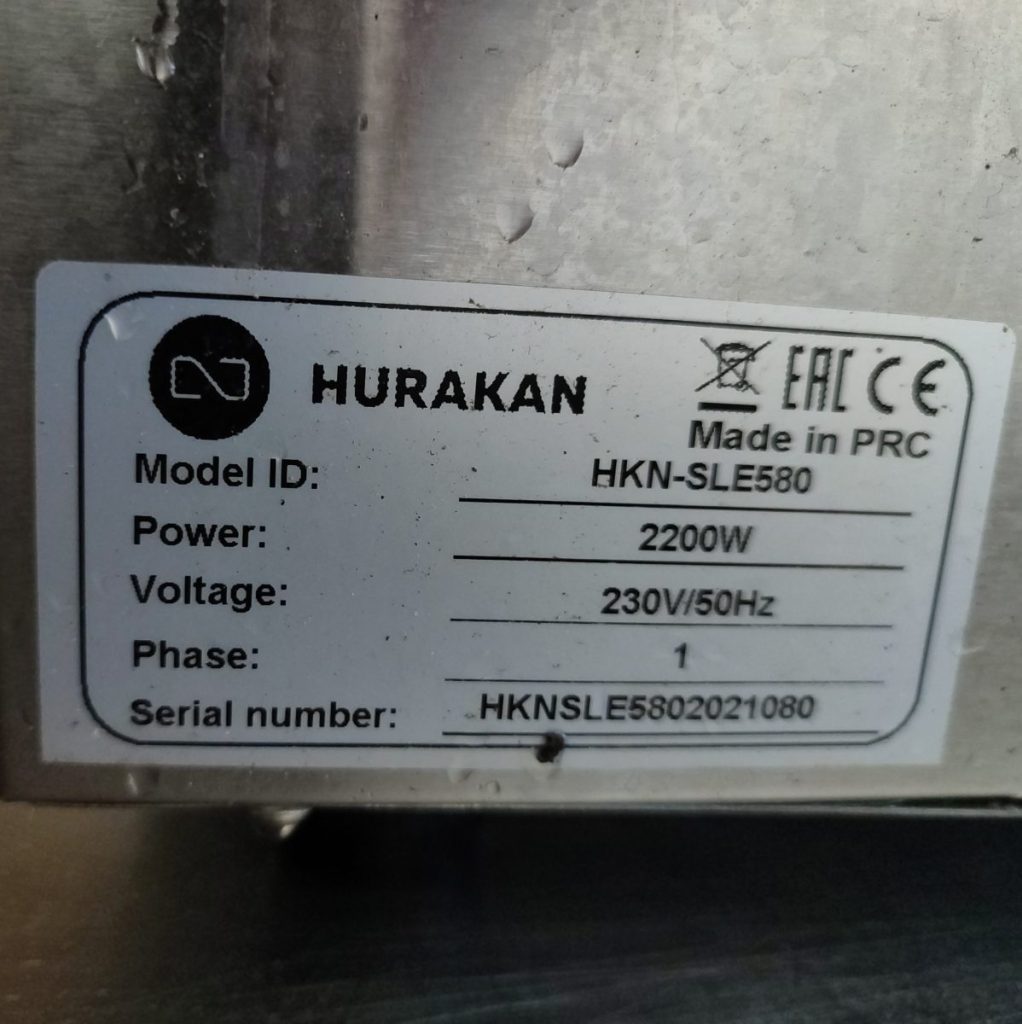 HURAKAN
EAC CE
Made in PRC
Model ID: HKN-SLE580
Power: 2200W
Voltage: 230V/50Hz
Phase: 1
Serial number: HKNSLE5802021080